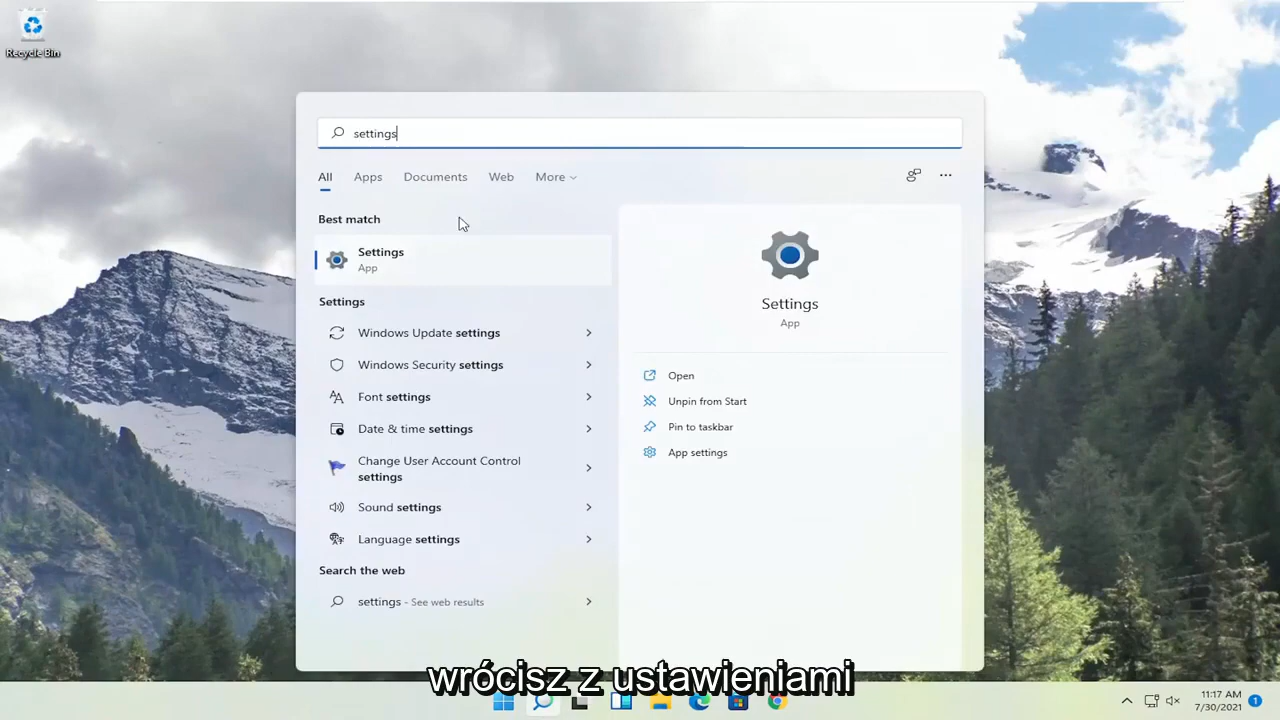 Recycle Bin
settings
All
Apps
Documents
Web
More
Best match
Settings
App
Settings
Windows Update settings
Windows Security settings
Font settings
Date & time settings
Change User Account Control
settings
Sound settings
Language settings
Search the web
settings - See web results
Settings
App
Open
Unpin from Start
Pin to taskbar
App settings
wrócisz z ustawieniami
11:17 AM
7/30/2021
1